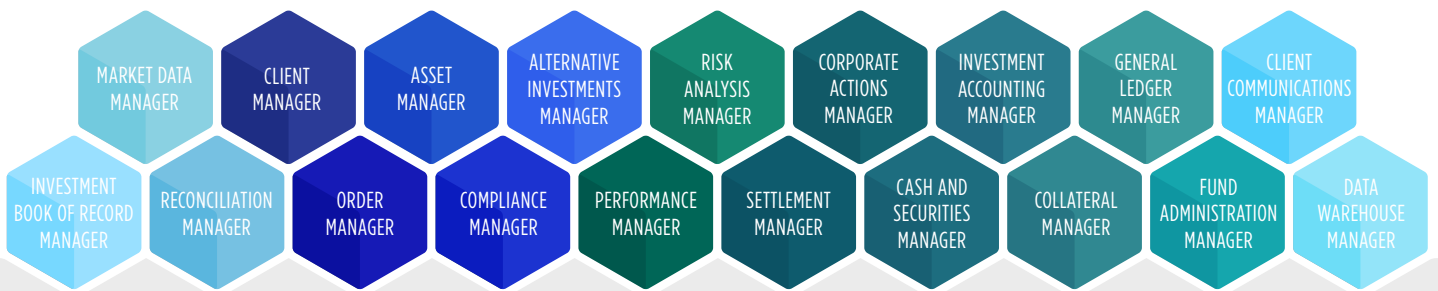 MARKET DATA
MANAGER
CLIENT
MANAGER
ASSET
MANAGER
ALTERNATIVE
INVESTMENTS
MANAGER
RISK
ANALYSIS
MANAGER
CORPORATE
ACTIONS
MANAGER
INVESTMENT
ACCOUNTING
MANAGER
GENERAL
LEDGER
MANAGER
CLIENT
COMMUNICATIONS
MANAGER
INVESTMENT
BOOK OF RECORD
MANAGER
RECONCILIATION
MANAGER
ORDER
MANAGER
COMPLIANCE
MANAGER
PERFORMANCE
MANAGER
SETTLEMENT
MANAGER
CASH AND
SECURITIES
MANAGER
COLLATERAL
MANAGER
FUND
ADMINISTRATION
MANAGER
DATA
WAREHOUSE
MANAGER